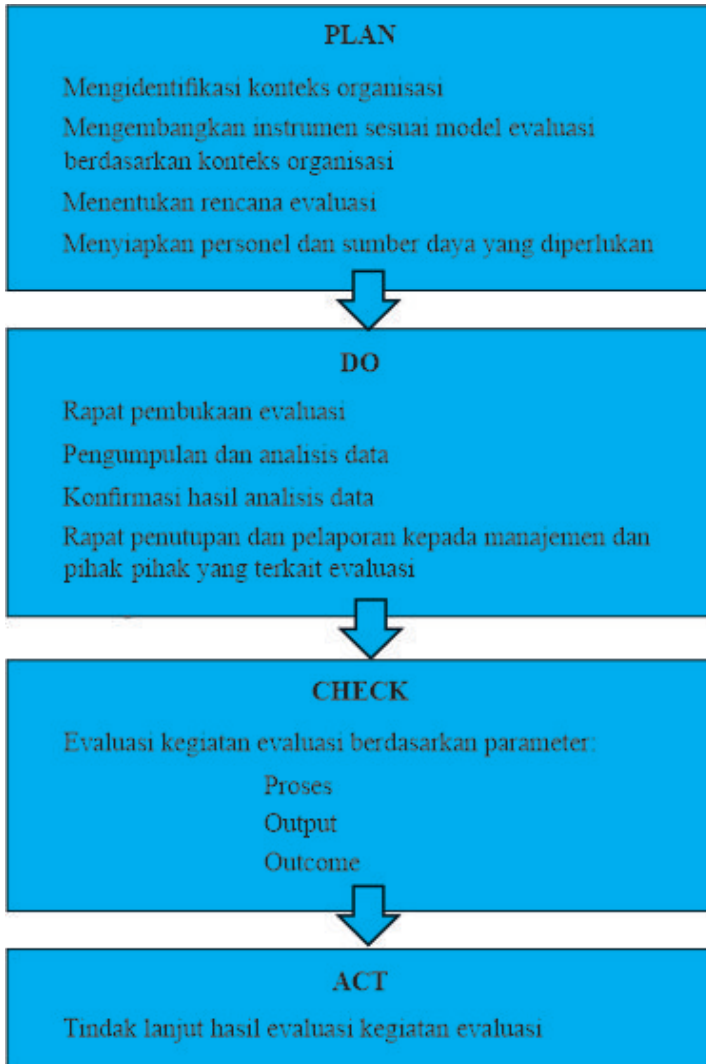 PLAN
Mengidentifikasi konteks organisasi
Mengembangkan instrumen sesuai model evaluasi
berdasarkan konteks organisasi
Menentukan rencana evaluasi
Menyiapkan personel dan sumber daya yang diperlukan
DO
Rapat pembukaan evaluasi
Pengumpulan dan analisis data
Konfirmasi hasil analisis data
Rapat penutupan dan pelaporan kepada manajemen dan
pihak pihak yang terkait evaluasi
CHECK
Evaluasi kegiatan evaluasi berdasarkan parameter:
Proses
Output
Outcome
ACT
Tindak lanjut hasil evaluasi kegiatan evaluasi